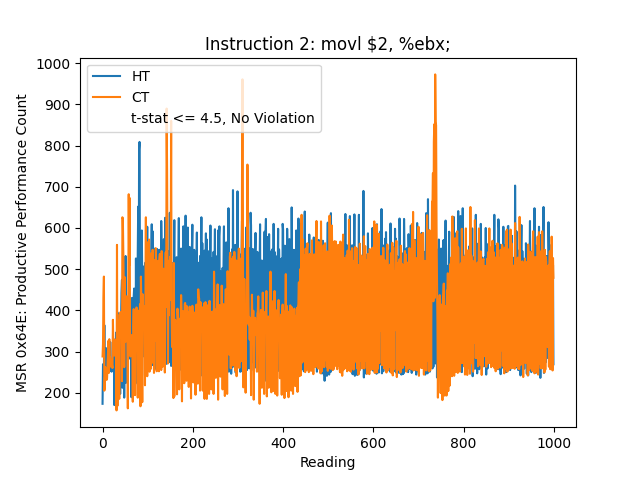 Instruction 2: movl $2, %ebx;
HT
CT
t-stat <= 4.5, No Violation
MSR 0x64E: Productive Performance Count
1000
900
800
700
600
500
400
300
200
0 200 400 600 800 1000
Reading